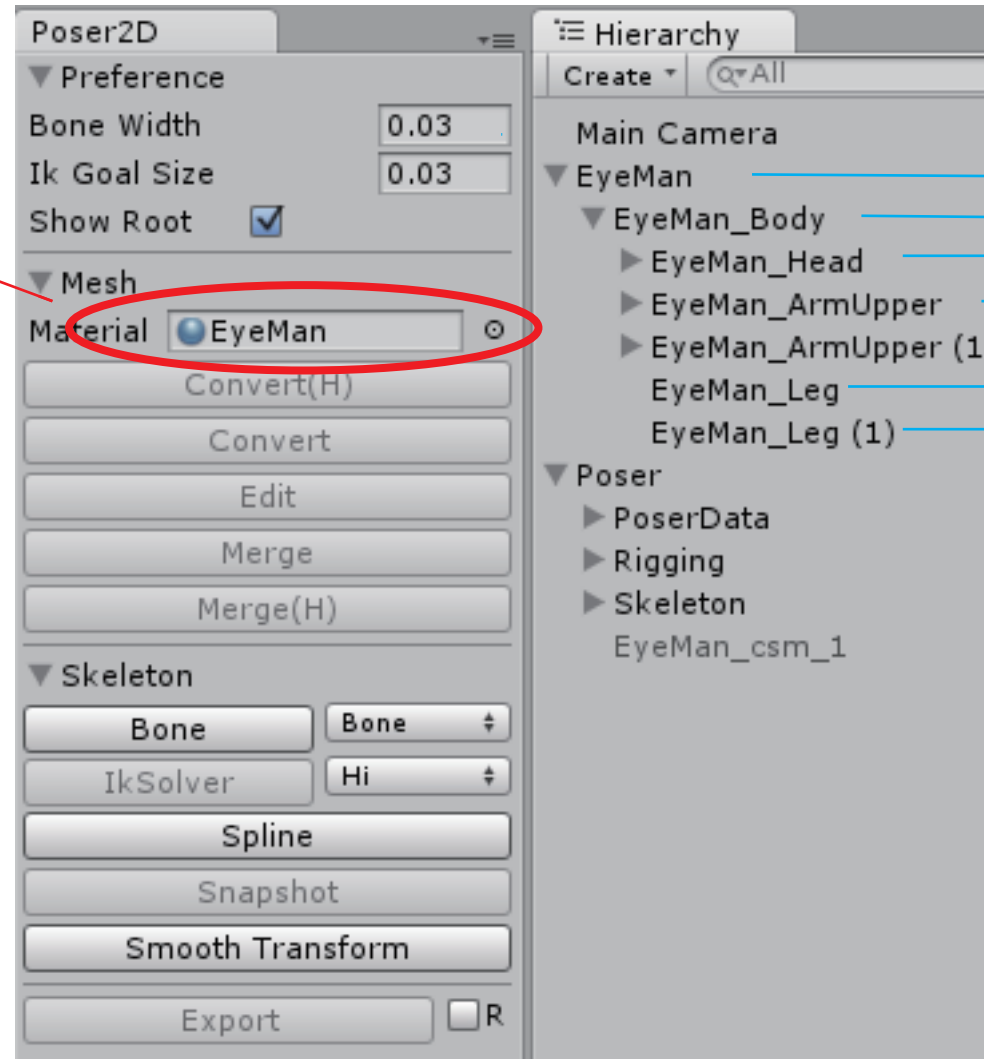 Poser2D
Preference
Bone Width 0.03
Ik Goal Size 0.03
Show Root
Mesh
Material EyeMan
Convert(H)
Convert
Edit
Merge
Merge(H)
Skeleton
Bone Bone
IkSolver Hi
Spline
Snapshot
Smooth Transform
Export R
Hierarchy
Create All
Main Camera
EyeMan
EyeMan_Body
EyeMan_Head
EyeMan_ArmUpper
EyeMan_ArmUpper (1
EyeMan_Leg
EyeMan_Leg (1)
Poser
PoserData
Rigging
Skeleton
EyeMan_csm_1